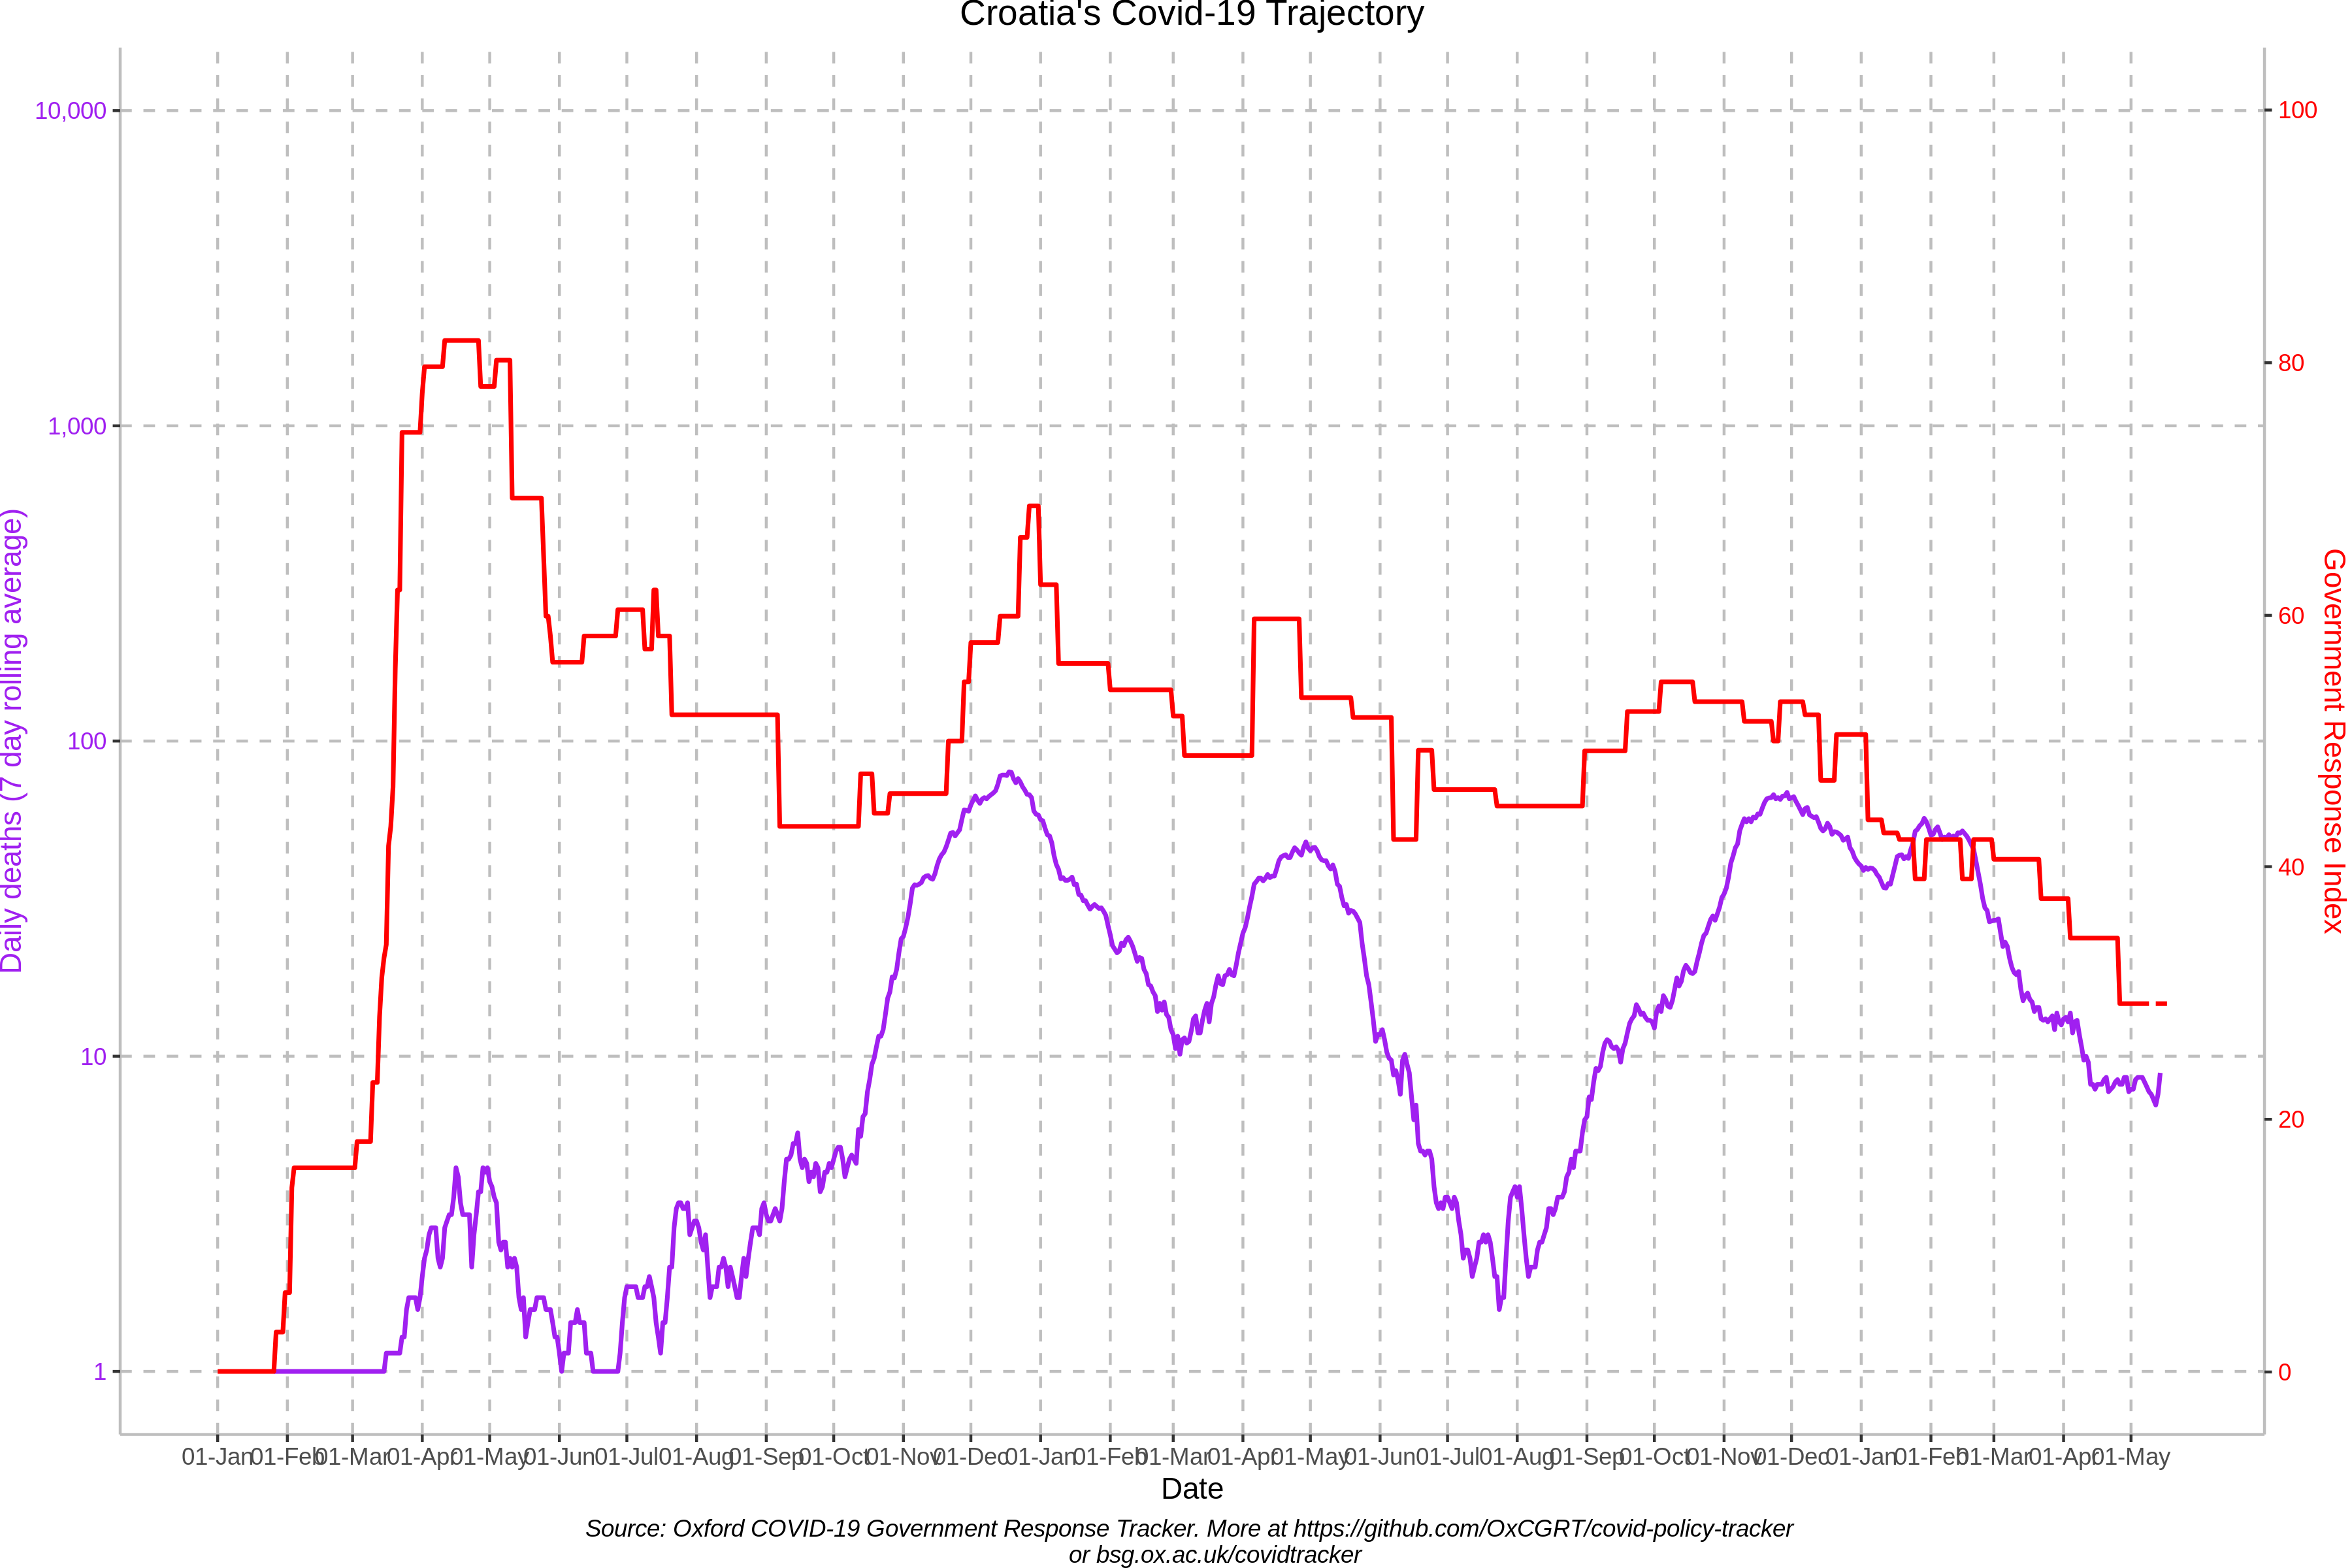 Croatia's Covid-19 Trajectory
10,000
1,000
100
10
1
Daily deaths (7 day rolling average)
100
80
60
40
20
0
Government Response Index
01-Jan 01-Feb 01-Mar 01-Apr 01-May 01-Jun 01-Jul 01-Aug 01-Sep 01-Oct 01-Nov 01-Dec 01-Jan 01-Feb 01-Mar 01-Apr 01-May 01-Jun 01-Jul 01-Aug 01-Sep 01-Oct 01-Nov 01-Dec 01-Jan 01-Feb 01-Mar 01-Apr 01-May
Date
Source: Oxford COVID-19 Government Response Tracker. More at https://github.com/OxCGRT/covid-policy-tracker
or bsg.ox.ac.uk/covidtracker